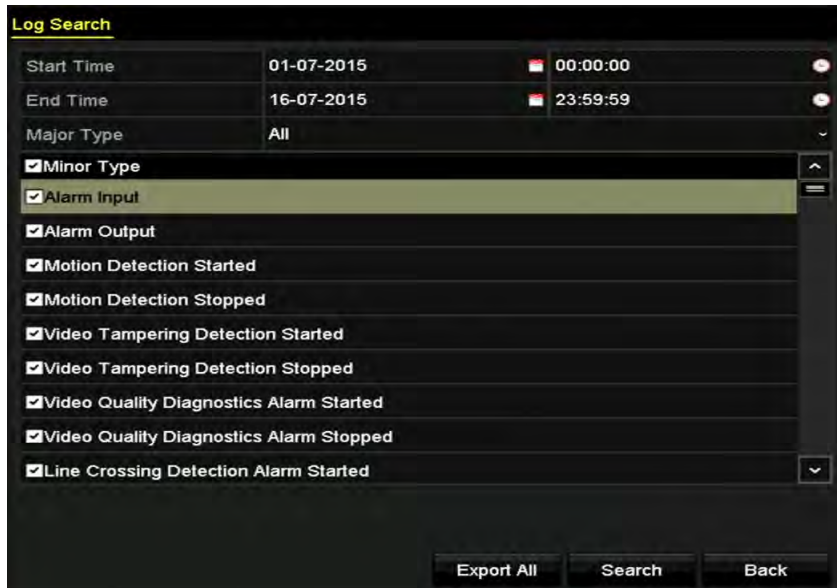 Log Search
Start Time 01-07-2015 00:00:00
End Time 16-07-2015 23:59:59
Major Type All
Minor Type
Alarm Input
Alarm Output
Motion Detection Started
Motion Detection Stopped
Video Tampering Detection Started
Video Tampering Detection Stopped
Video Quality Diagnostics Alarm Started
Video Quality Diagnostics Alarm Stopped
Line Crossing Detection Alarm Started
Export All Search Back